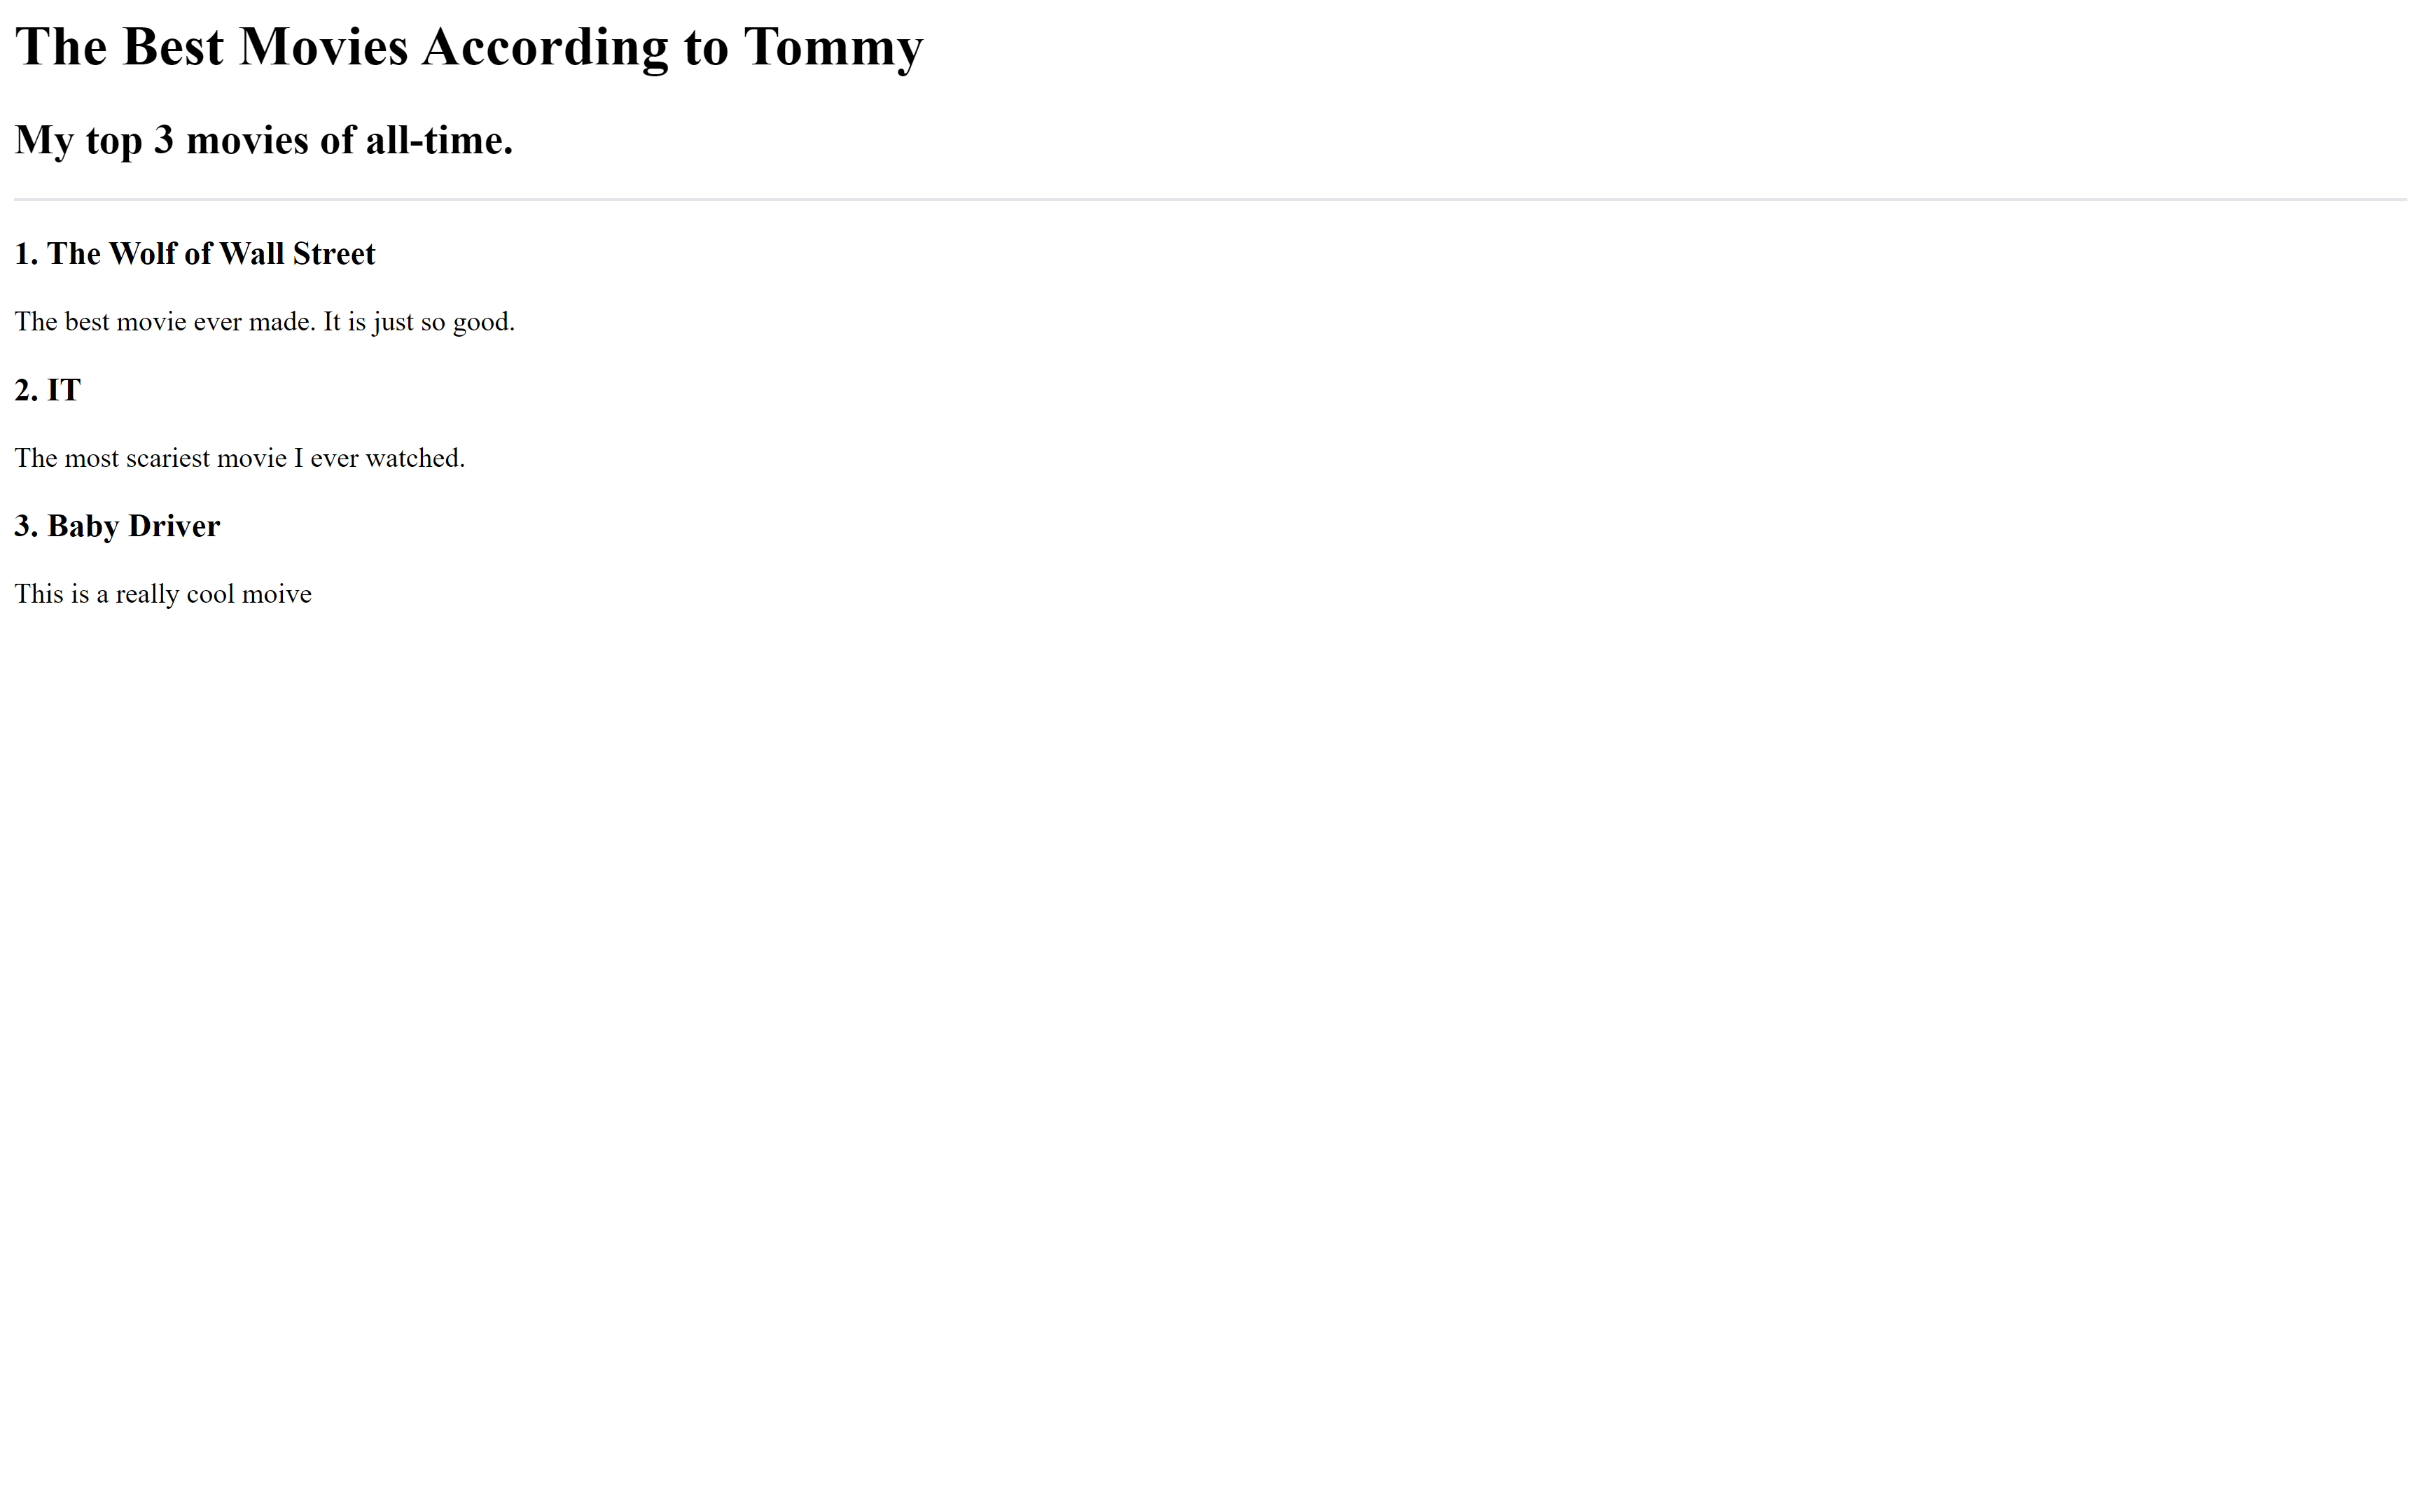 The Best Movies According to Tommy
My top 3 movies of all-time.
1. The Wolf of Wall Street
The best movie ever made. It is just so good.
2. IT
The most scariest movie I ever watched.
3. Baby Driver
This is a really cool moive